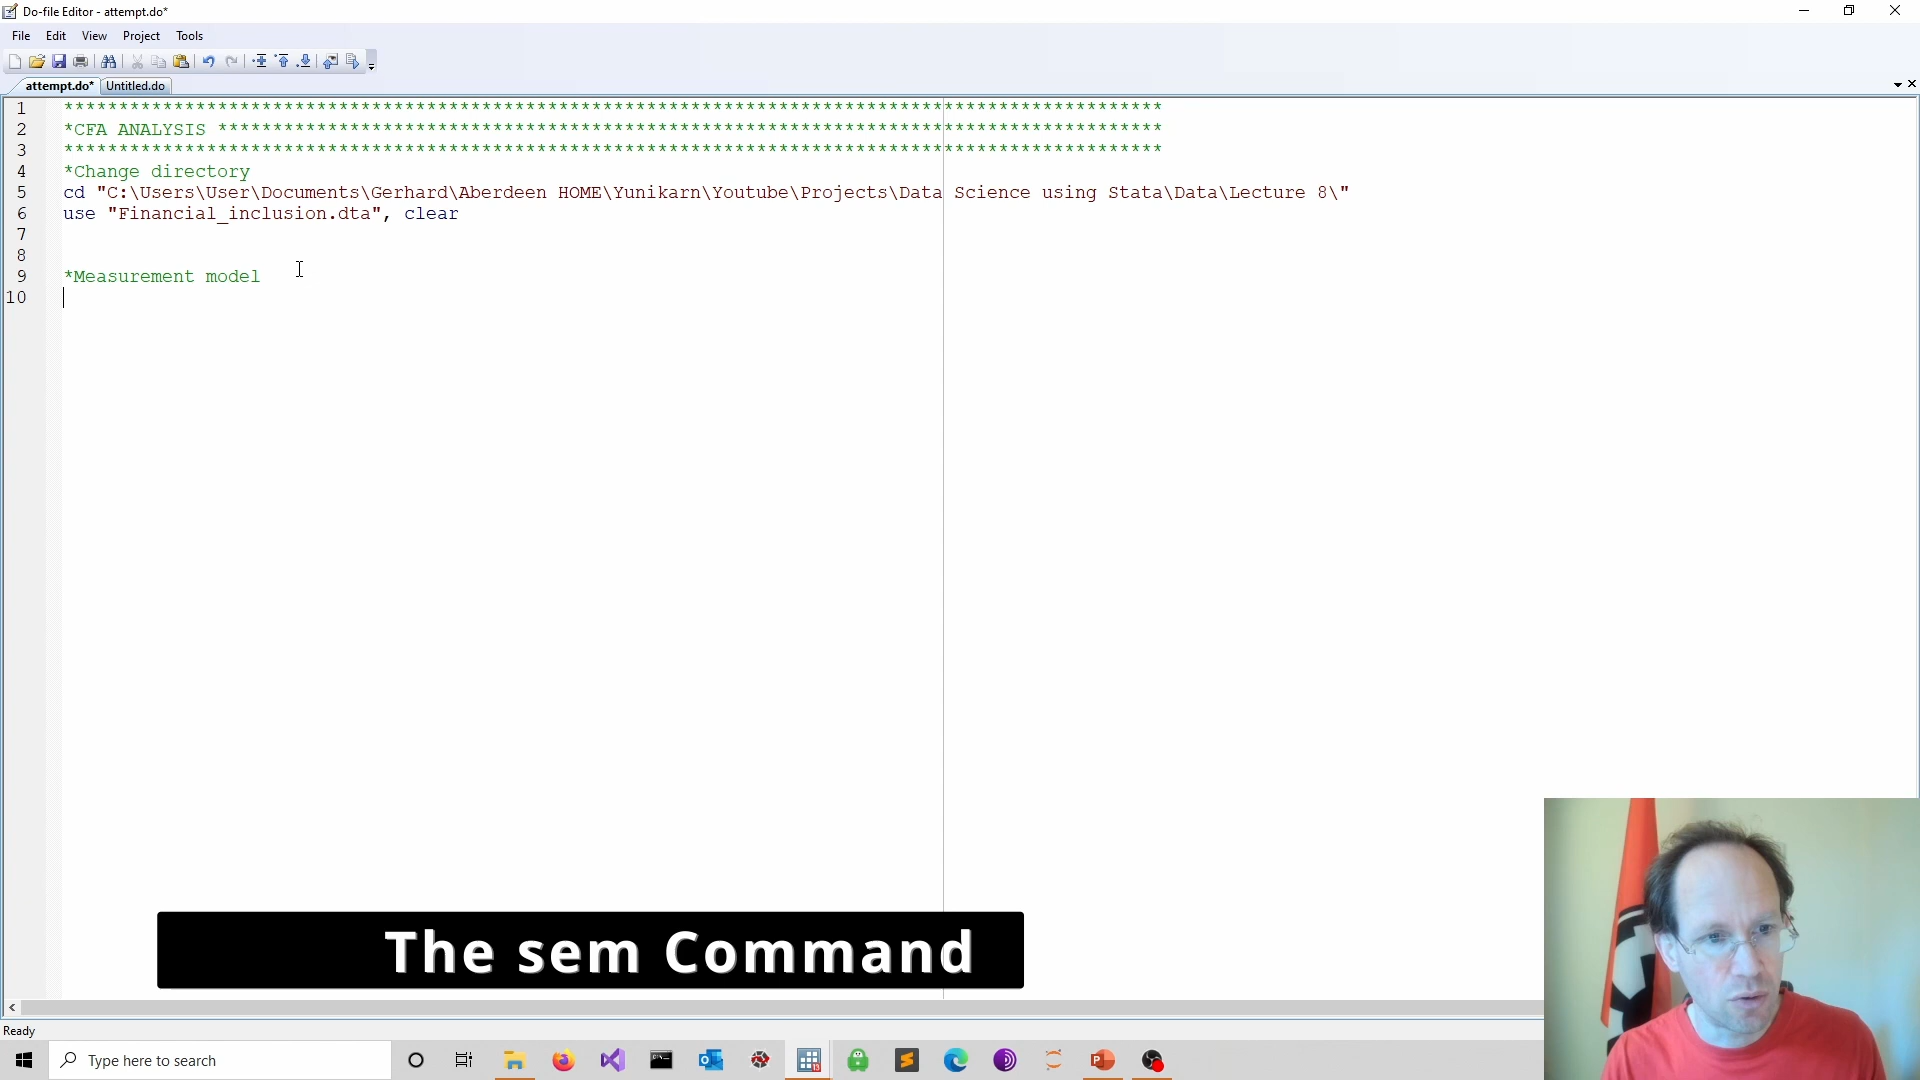 Do-file Editor - attempt.do*
File Edit View Project Tools
attempt.do* Untitled.do
1 ****************************************************************************************************
2 *CFA ANALYSIS **************************************************************************************
3 ****************************************************************************************************
4 *Change directory
5 cd "C:\Users\User\Documents\Gerhard\Aberdeen HOME\Yunikarn\Youtube\Projects\Data Science using Stata\Data\Lecture 8\"
6 use "Financial_inclusion.dta", clear
7
8
9 *Measurement model
10
The sem Command
Ready
Type here to search